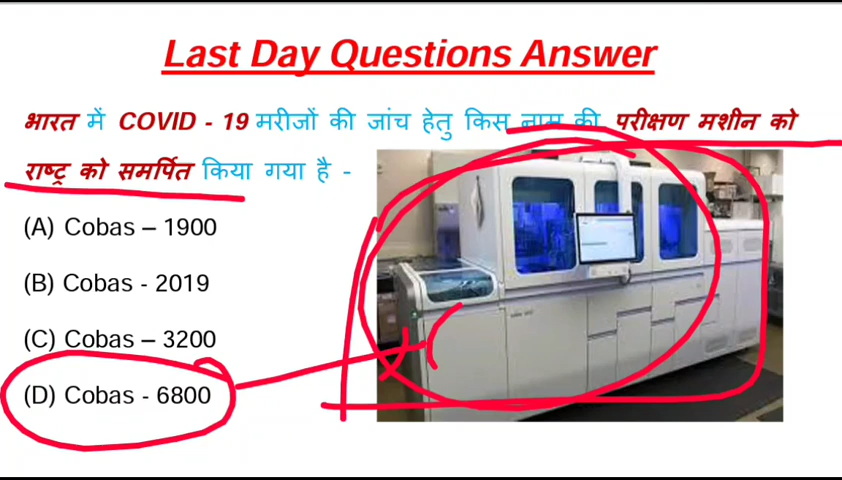 Last Day Questions Answer
भारत में COVID - 19 मरीजों की जांच हेतु किस नाम की परीक्षण मशीन को
राष्ट्र को समर्पित किया गया है -
(A) Cobas – 1900
(B) Cobas - 2019
(C) Cobas – 3200
(D) Cobas - 6800